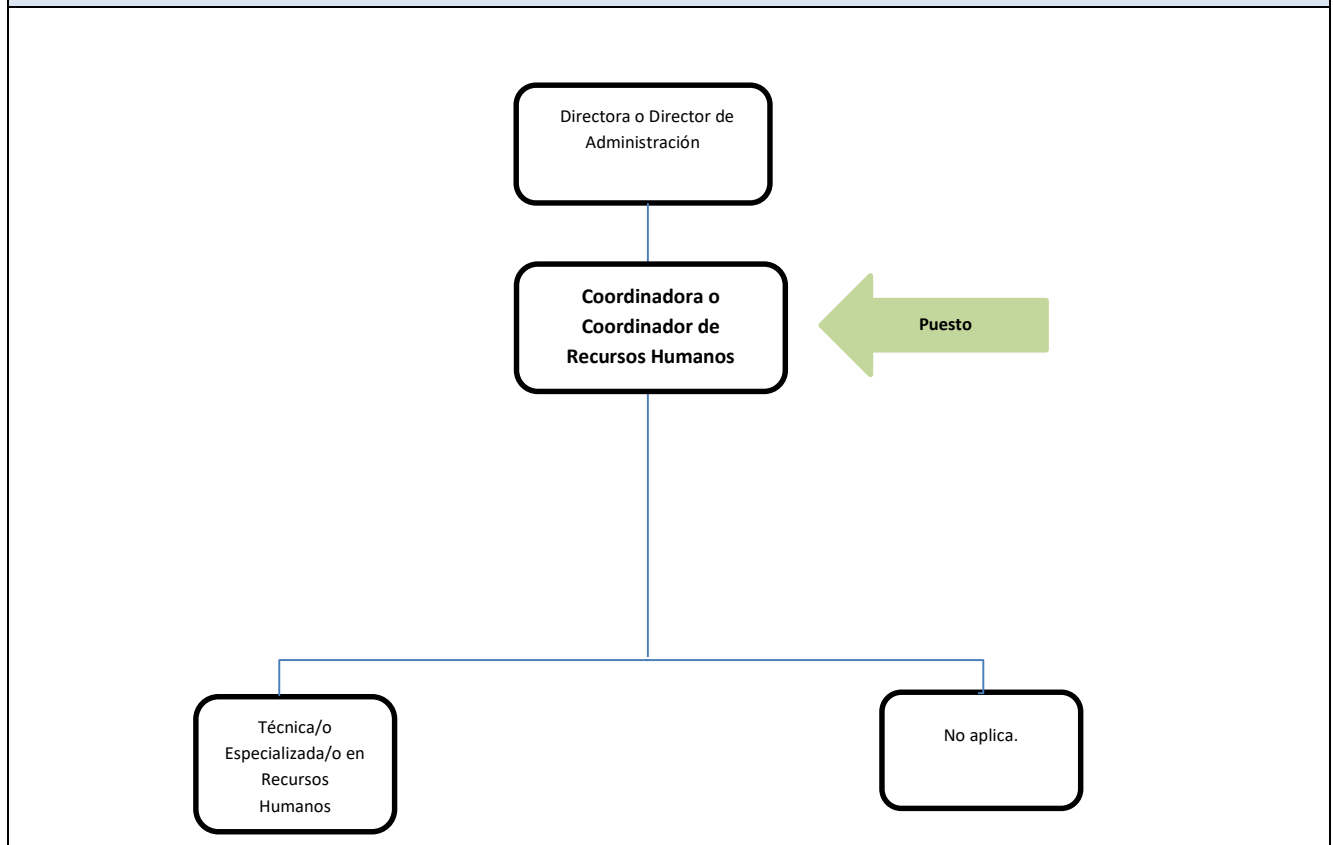 Directora o Director de
Administración
Coordinadora o
Coordinador de
Recursos Humanos
Puesto
Técnica/o
Especializada/o en
Recursos
Humanos
No aplica.